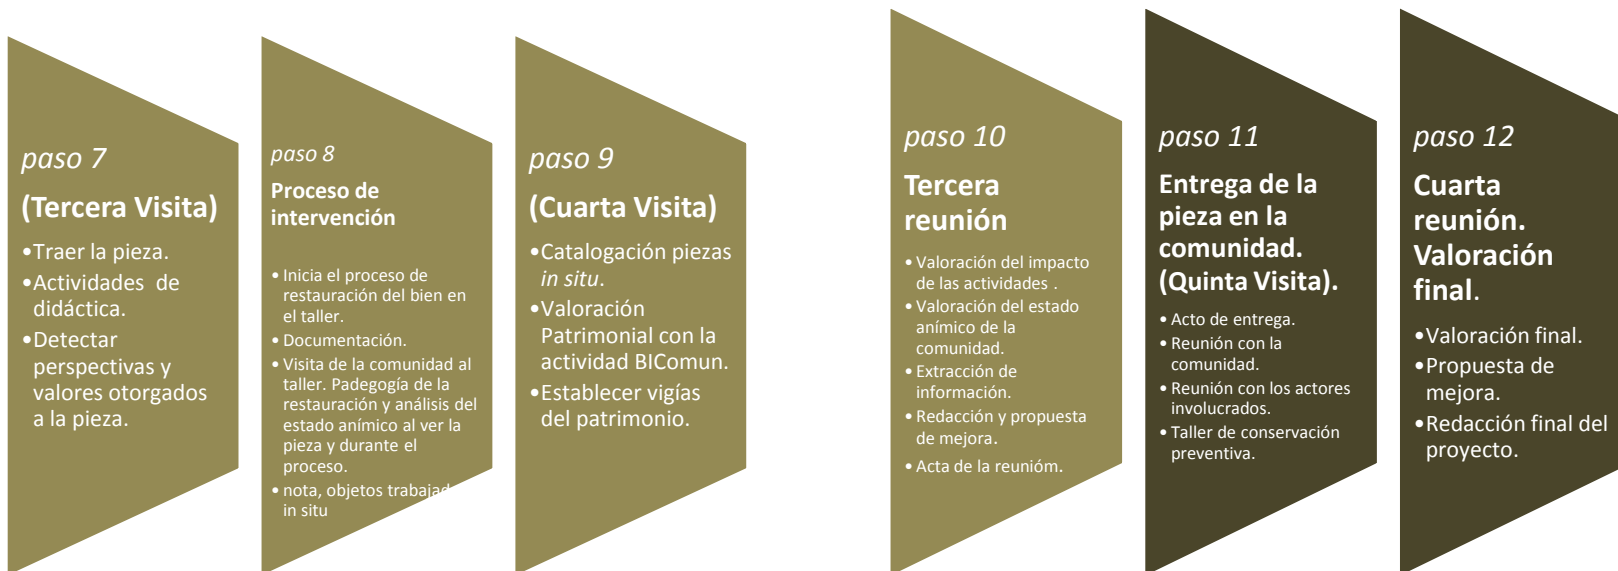 paso 7
(Tercera Visita)
•Traer la pieza.
•Actividades de
didáctica.
•Detectar
perspectivas y
valores otorgados
a la pieza.
paso 8
Proceso de
intervención
• Inicia el proceso de
restauración del bien en
el taller.
• Documentación.
• Visita de la comunidad al
taller. Padegogía de la
restauración y análisis del
estado anímico al ver la
pieza y durante el
proceso.
• nota, objetos
in situ
paso 9
(Cuarta Visita)
•Catalogación piezas
in situ.
•Valoración
Patrimonial con la
actividad BIComun.
•Establecer vigías
del patrimonio.
paso 10
Tercera
reunión
• Valoración del impacto
de las actividades .
• Valoración del estado
anímico de la
comunidad.
• Extracción de
información.
• Redacción y propuesta
de mejora.
• Acta de la reunióm.
paso 11
Entrega de la
pieza en la
comunidad.
(Quinta Visita).
• Acto de entrega.
• Reunión con la
comunidad.
• Reunión con los actores
involucrados.
• Taller de conservación
preventiva.
paso 12
Cuarta
reunión.
Valoración
final.
•Valoración final.
•Propuesta de
mejora.
•Redacción final del
proyecto.